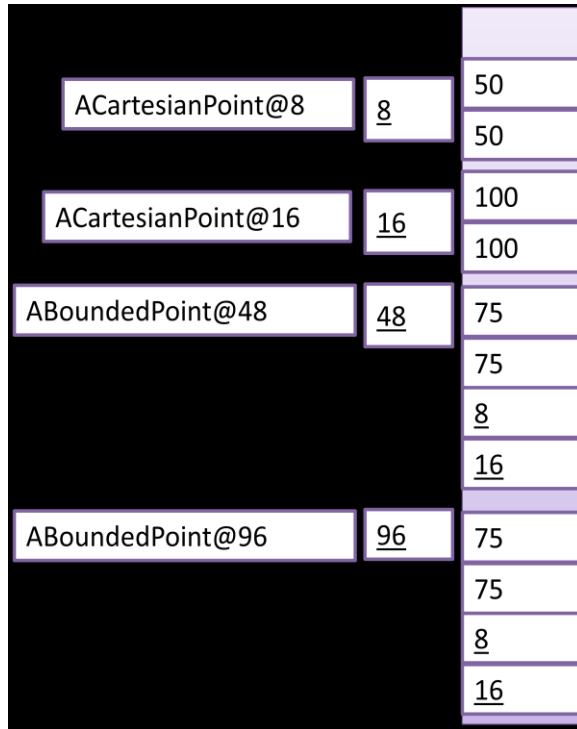 50
ACartesianPoint@8 8
50
100
ACartesianPoint@16 16
100
ABoundedPoint@48 48 75
75
8
16
ABoundedPoint@96 96 75
75
8
16